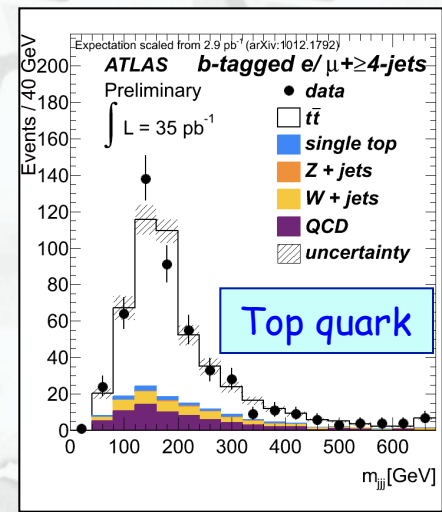 Expectation scaled from 2.9 pb⁻¹ (arXiv:1012.1792)
ATLAS b-tagged e/ μ+≥4-jets
Preliminary
∫ L = 35 pb⁻¹
data
tt̄
single top
Z + jets
W + jets
QCD
uncertainty
Top quark
Events / 40 GeV
200
180
160
140
120
100
80
60
40
20
0
0 100 200 300 400 500 600
m_jjj [GeV]